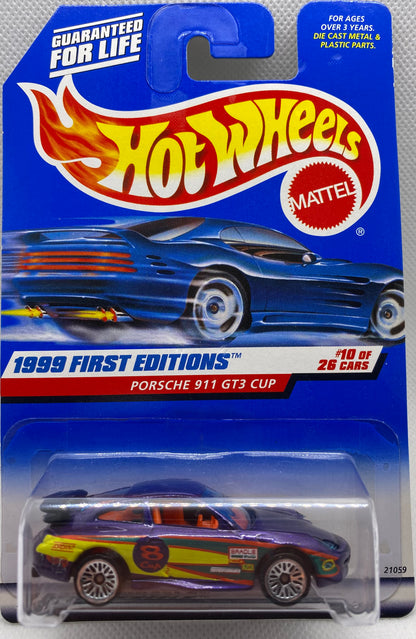 GUARANTEED
FOR LIFE
FOR AGES
OVER 3 YEARS.
DIE CAST METAL &
PLASTIC PARTS.
HOT WHEELS
MATTEL
®
1999 FIRST EDITIONS™
#10 OF
26 CARS
PORSCHE 911 GT3 CUP
8
21059